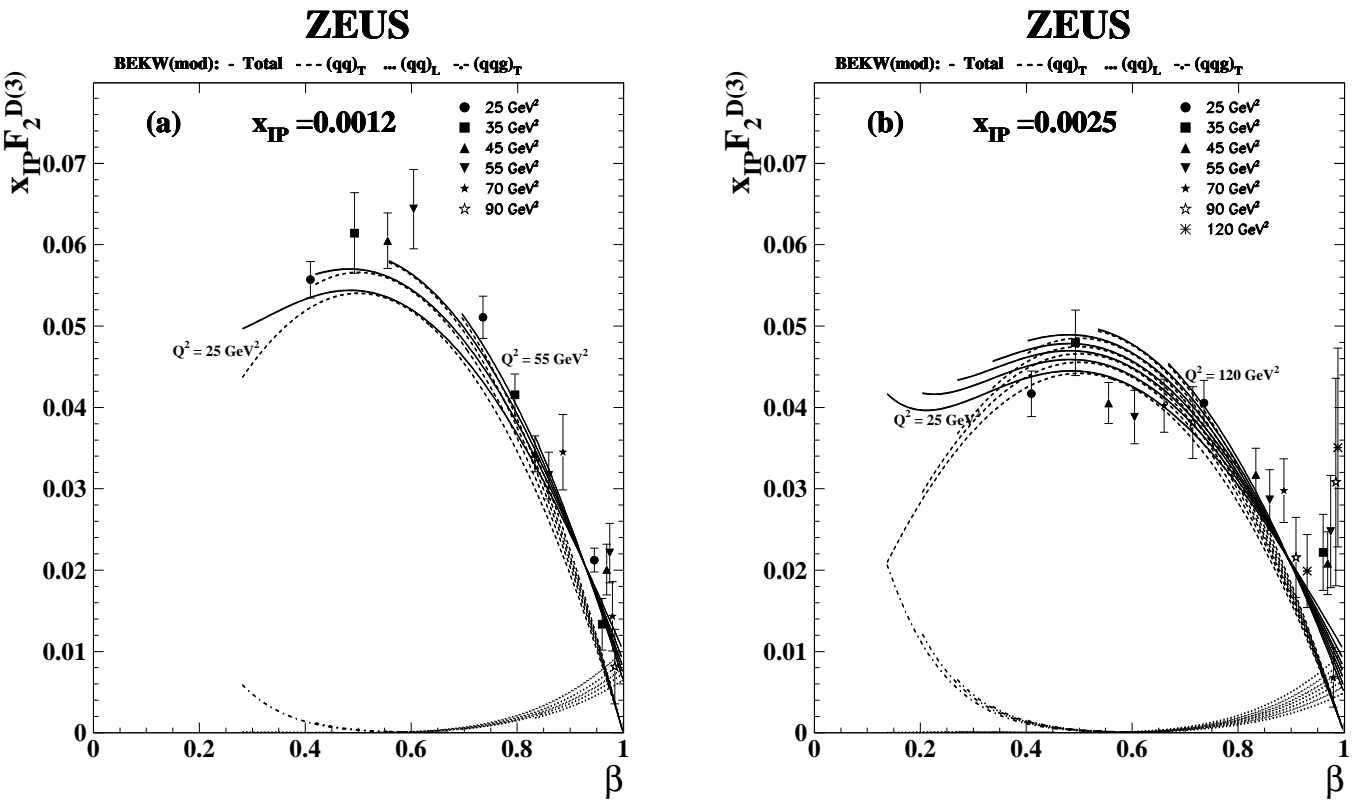 ZEUS
BEKW(mod): - Total --- (qq)T ... (qq)L -.- (qqg)T
(a) xIP =0.0012
xIPF2D(3)
25 GeV²
35 GeV²
45 GeV²
55 GeV²
70 GeV²
90 GeV²
0.07
0.06
0.05
0.04
0.03
0.02
0.01
0
Q² = 25 GeV²
Q² = 55 GeV²
0 0.2 0.4 0.6 0.8 1
β
ZEUS
BEKW(mod): - Total --- (qq)T ... (qq)L -.- (qqg)T
(b) xIP =0.0025
xIPF2D(3)
25 GeV²
35 GeV²
45 GeV²
55 GeV²
70 GeV²
90 GeV²
120 GeV²
0.07
0.06
0.05
0.04
0.03
0.02
0.01
0
Q² = 120 GeV²
Q² = 25 GeV²
0 0.2 0.4 0.6 0.8 1
β